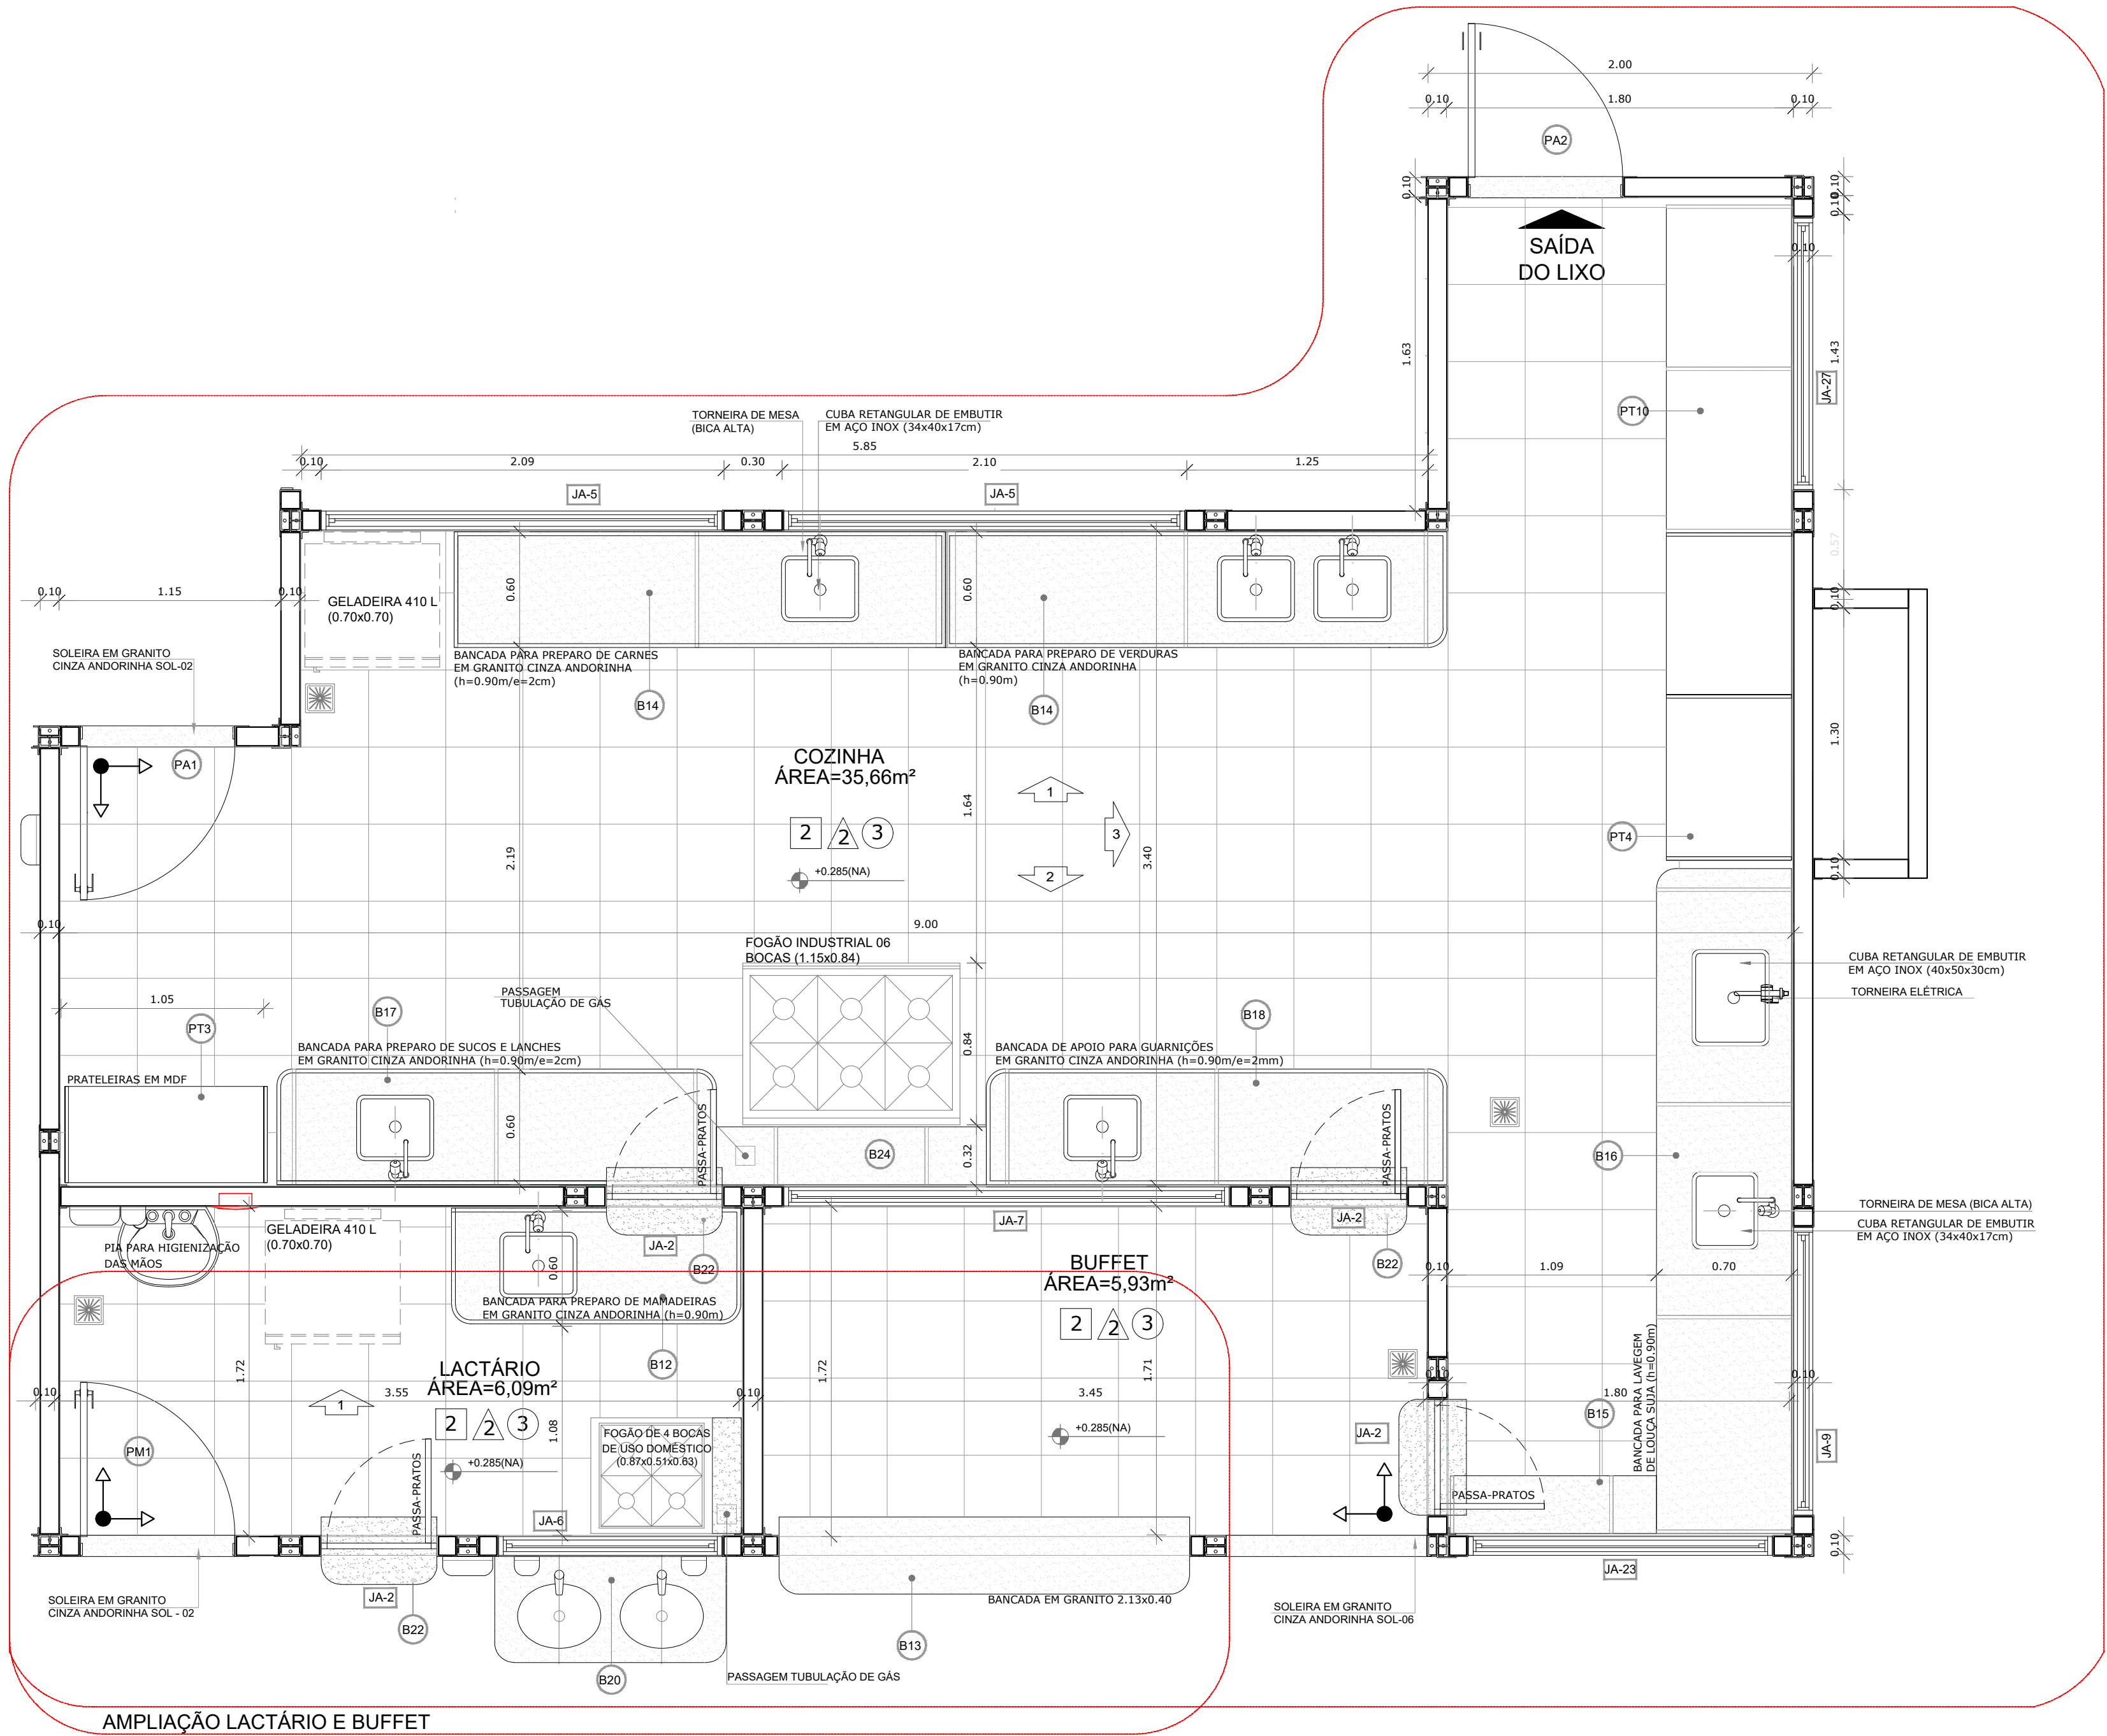 2.00
0.10
1.80
0.10
PA2
0.10
0.10
0.10
SAÍDA
DO LIXO
0.10
1.63
1.43
JA-27
PT10
TORNEIRA DE MESA
(BICA ALTA)
CUBA RETANGULAR DE EMBUTIR
EM AÇO INOX (34x40x17cm)
5.85
0.10
2.09
0.30
2.10
1.25
JA-5
JA-5
0.57
0.10
1.15
0.10
GELADEIRA 410 L
(0.70x0.70)
0.60
0.60
0.10
SOLEIRA EM GRANITO
CINZA ANDORINHA SOL-02
BANCADA PARA PREPARO DE CARNES
EM GRANITO CINZA ANDORINHA
(h=0.90m/e=2cm)
BANCADA PARA PREPARO DE VERDURAS
EM GRANITO CINZA ANDORINHA
(h=0.90m)
B14
B14
PA1
COZINHA
ÁREA=35,66m²
2
2
3
+0.285(NA)
1
3
2
2.19
1.64
3.40
1.30
PT4
0.10
0.10
9.00
FOGÃO INDUSTRIAL 06
BOCAS (1.15x0.84)
CUBA RETANGULAR DE EMBUTIR
EM AÇO INOX (40x50x30cm)
TORNEIRA ELÉTRICA
1.05
PASSAGEM
TUBULAÇÃO DE GÁS
PT3
B17
B18
0.84
BANCADA PARA PREPARO DE SUCOS E LANCHES
EM GRANITO CINZA ANDORINHA (h=0.90m/e=2cm)
BANCADA DE APOIO PARA GUARNIÇÕES
EM GRANITO CINZA ANDORINHA (h=0.90m/e=2mm)
PRATELEIRAS EM MDF
0.60
PASSA-PRATOS
B24
0.32
PASSA-PRATOS
B16
TORNEIRA DE MESA (BICA ALTA)
CUBA RETANGULAR DE EMBUTIR
EM AÇO INOX (34x40x17cm)
JA-7
JA-2
PIA PARA HIGIENIZAÇÃO
DAS MÃOS
GELADEIRA 410 L
(0.70x0.70)
0.60
JA-2
B22
B22
BUFFET
ÁREA=5,93m²
2
2
3
0.10
1.09
0.70
BANCADA PARA PREPARO DE MAMADEIRAS
EM GRANITO CINZA ANDORINHA (h=0.90m)
B12
LACTÁRIO
ÁREA=6,09m²
2
2
3
1
1.72
0.10
3.55
0.10
1.72
3.45
1.71
1.80
0.10
BANCADA PARA LAVEGEM
DE LOUÇA SUJA (h=0.90m)
B15
JA-2
JA-9
PM1
1.08
FOGÃO DE 4 BOCAS
DE USO DOMÉSTICO
(0.87x0.51x0.63)
+0.285(NA)
+0.285(NA)
PASSA-PRATOS
PASSA-PRATOS
JA-6
0.10
JA-23
SOLEIRA EM GRANITO
CINZA ANDORINHA SOL - 02
JA-2
B22
BANCADA EM GRANITO 2.13x0.40
SOLEIRA EM GRANITO
CINZA ANDORINHA SOL-06
B13
B20
PASSAGEM TUBULAÇÃO DE GÁS
AMPLIAÇÃO LACTÁRIO E BUFFET